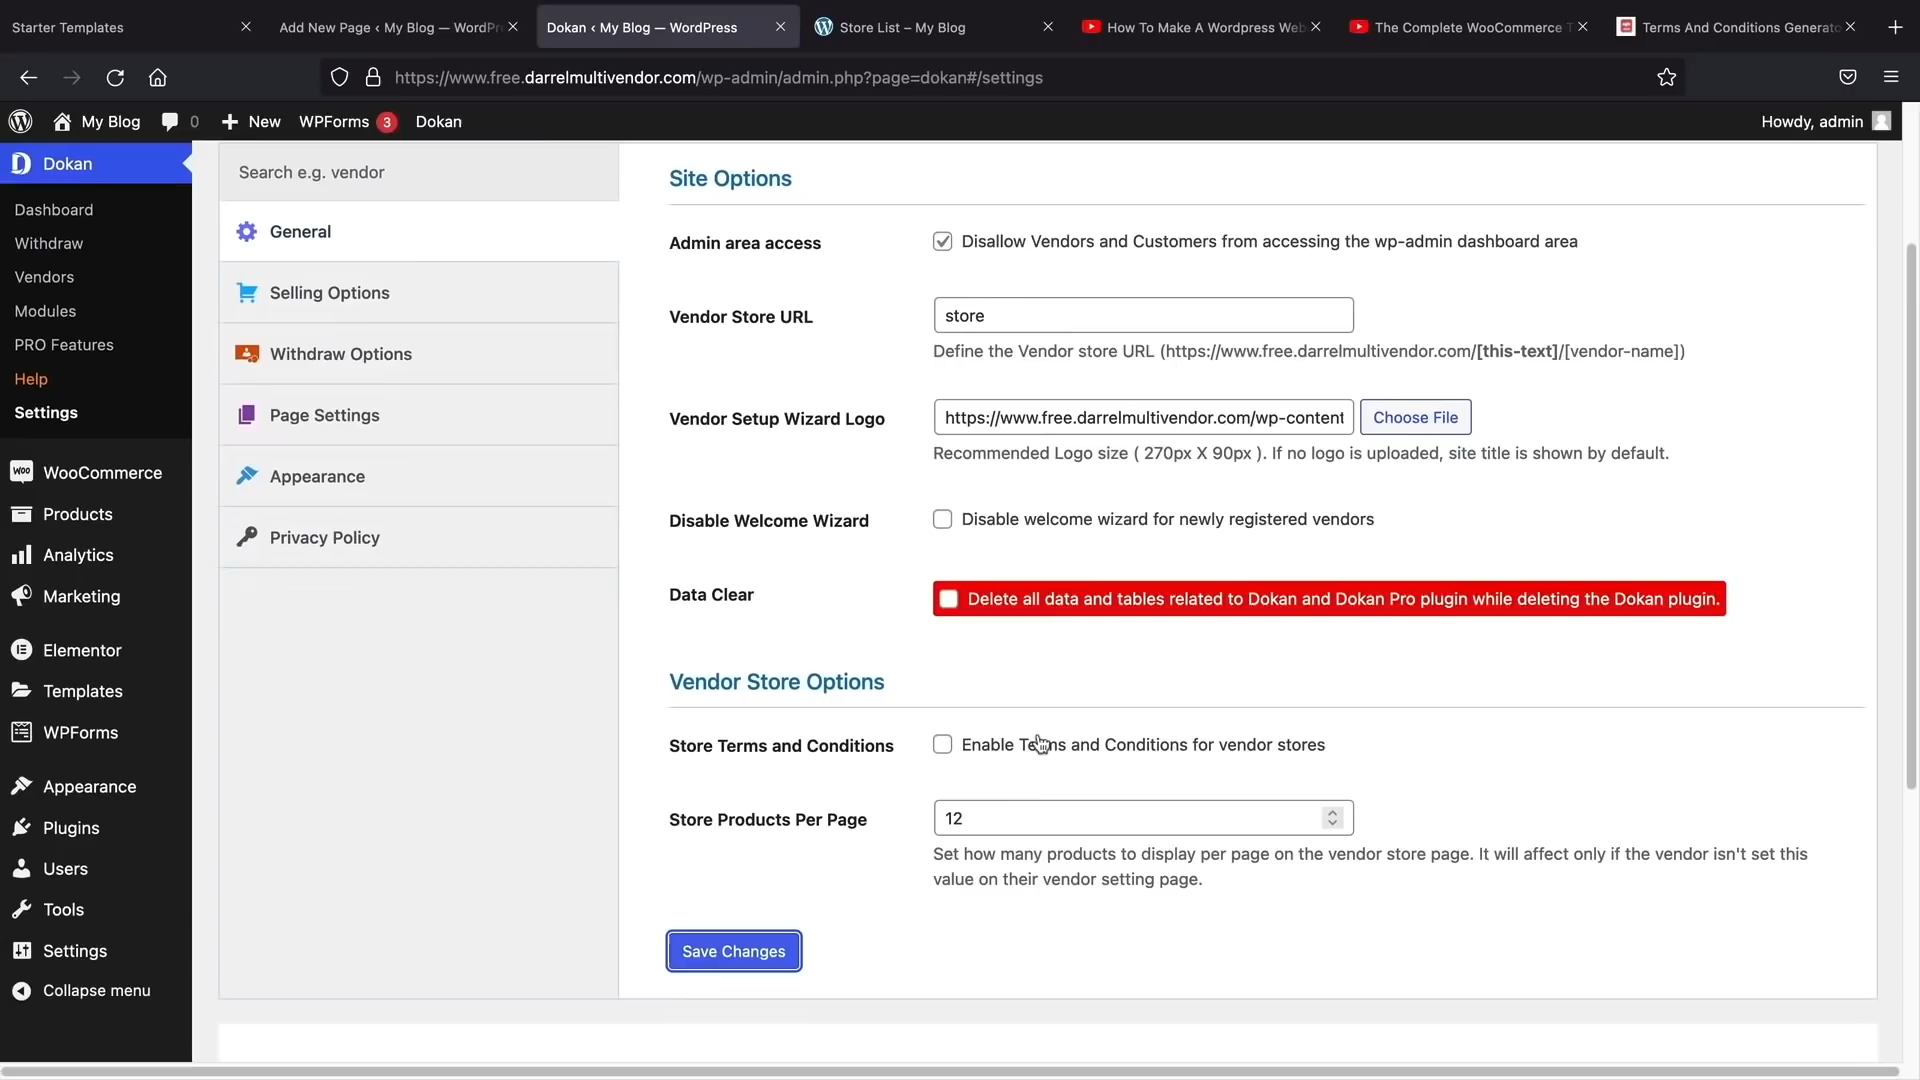 Starter Templates
Add New Page ‹ My Blog — WordPr
Dokan ‹ My Blog — WordPress
Store List – My Blog
How To Make A Wordpress Web
The Complete WooCommerce T
Terms And Conditions Generato
https://www.free.darrelmultivendor.com/wp-admin/admin.php?page=dokan#/settings
My Blog
0
New
WPForms 3
Dokan
Howdy, admin
Dokan
Dashboard
Withdraw
Vendors
Modules
PRO Features
Help
Settings
WooCommerce
Products
Analytics
Marketing
Elementor
Templates
WPForms
Appearance
Plugins
Users
Tools
Settings
Collapse menu
Search e.g. vendor
General
Selling Options
Withdraw Options
Page Settings
Appearance
Privacy Policy
Site Options
Admin area access
Disallow Vendors and Customers from accessing the wp-admin dashboard area
Vendor Store URL
store
Define the Vendor store URL (https://www.free.darrelmultivendor.com/[this-text]/[vendor-name])
Vendor Setup Wizard Logo
https://www.free.darrelmultivendor.com/wp-content
Choose File
Recommended Logo size ( 270px X 90px ). If no logo is uploaded, site title is shown by default.
Disable Welcome Wizard
Disable welcome wizard for newly registered vendors
Data Clear
Delete all data and tables related to Dokan and Dokan Pro plugin while deleting the Dokan plugin.
Vendor Store Options
Store Terms and Conditions
Enable Terms and Conditions for vendor stores
Store Products Per Page
12
Set how many products to display per page on the vendor store page. It will affect only if the vendor isn't set this
value on their vendor setting page.
Save Changes